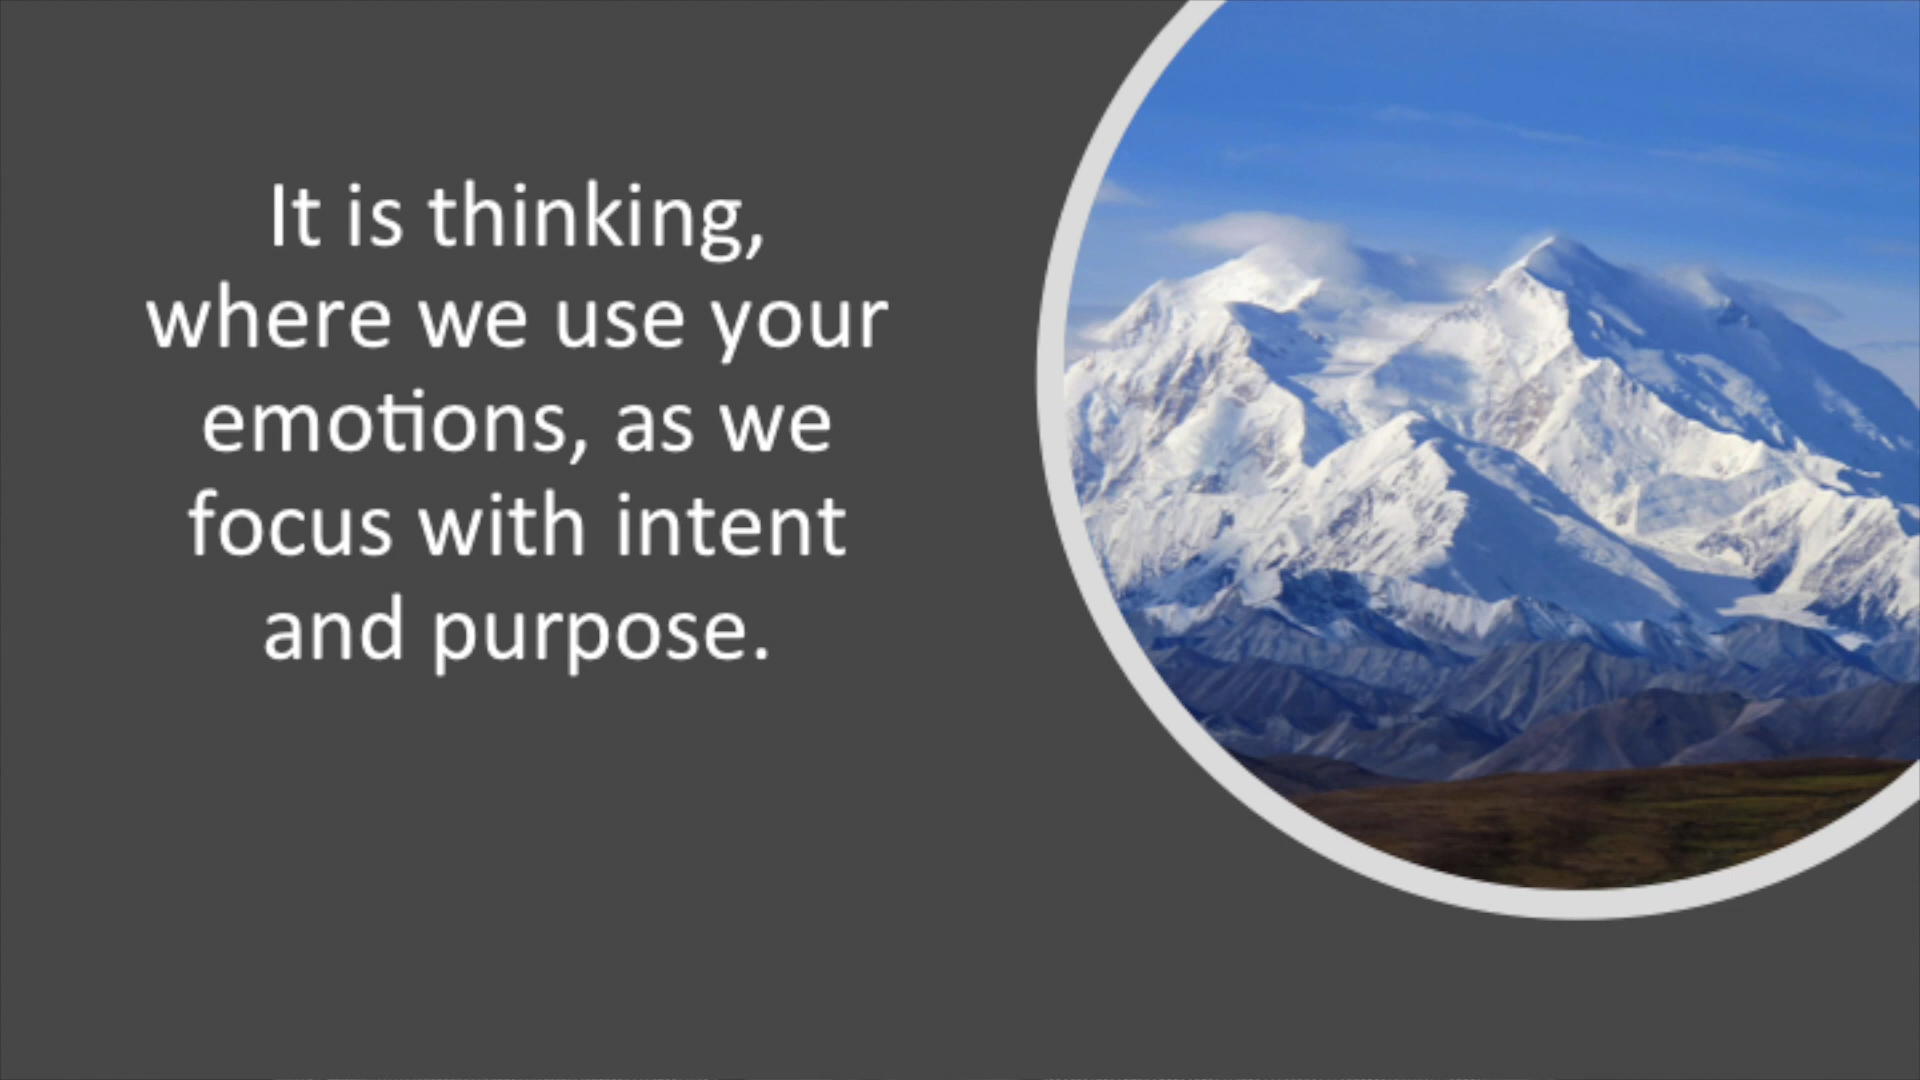 It is thinking,
where we use your
emotions, as we
focus with intent
and purpose.